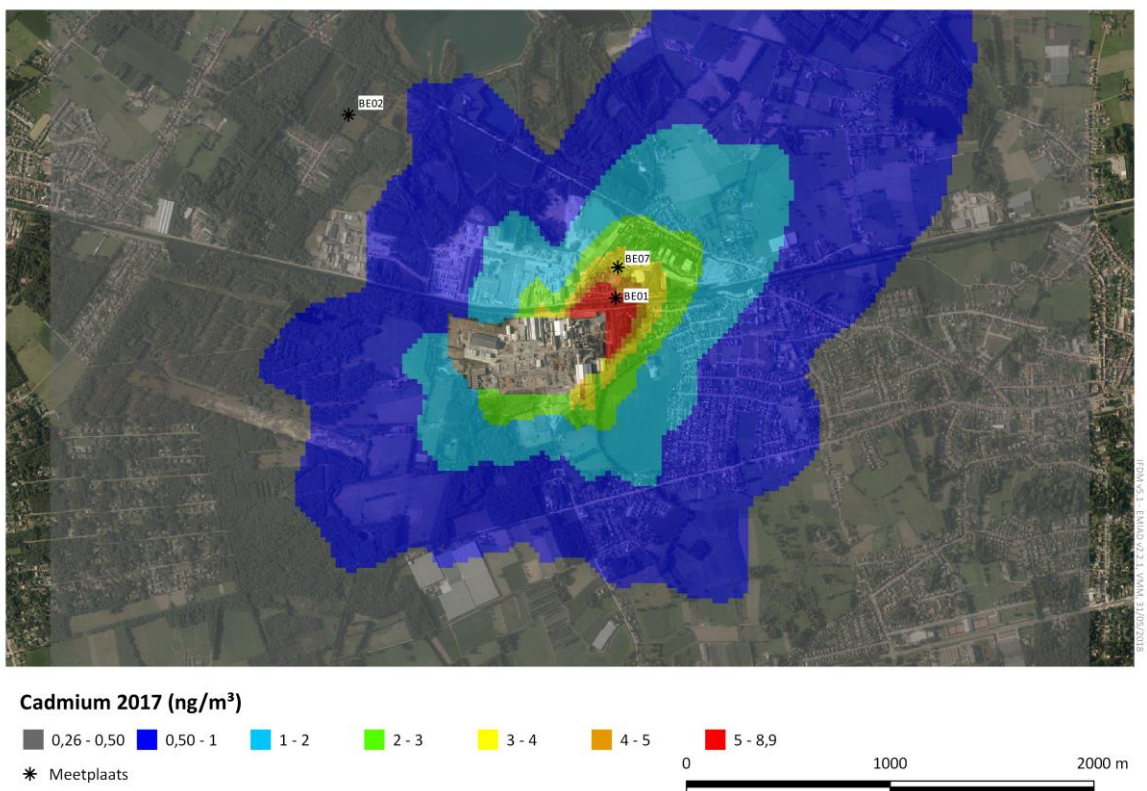 BE02
BE07
BE01
IFDM v5.1 - EMIAD v2.2.1, VMM, 31/05/2018
Cadmium 2017 (ng/m³)
0,26 - 0,50 0,50 - 1 1 - 2 2 - 3 3 - 4 4 - 5 5 - 8,9
Meetplaats
0 1000 2000 m